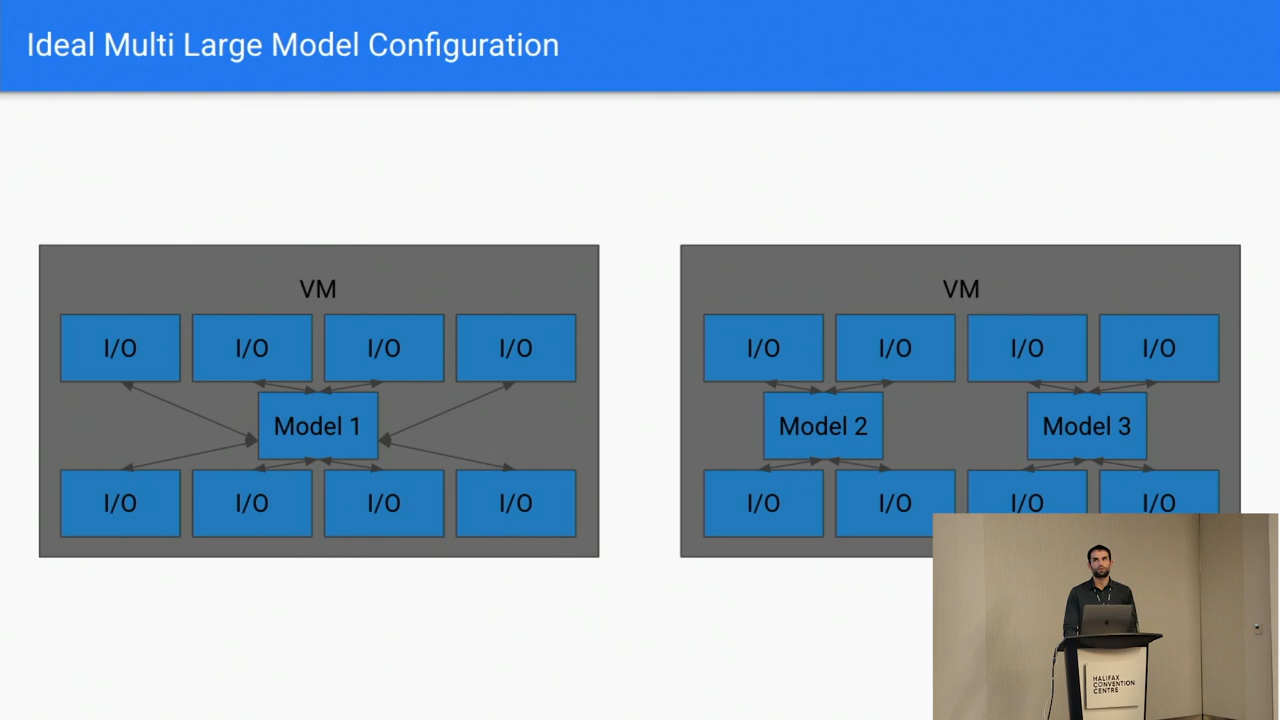 Ideal Multi Large Model Configuration
VM
I/O I/O I/O I/O
Model 1
I/O I/O I/O I/O
VM
I/O I/O I/O I/O
Model 2 Model 3
I/O I/O I/O I/O
HALIFAX
CONVENTION
CENTRE